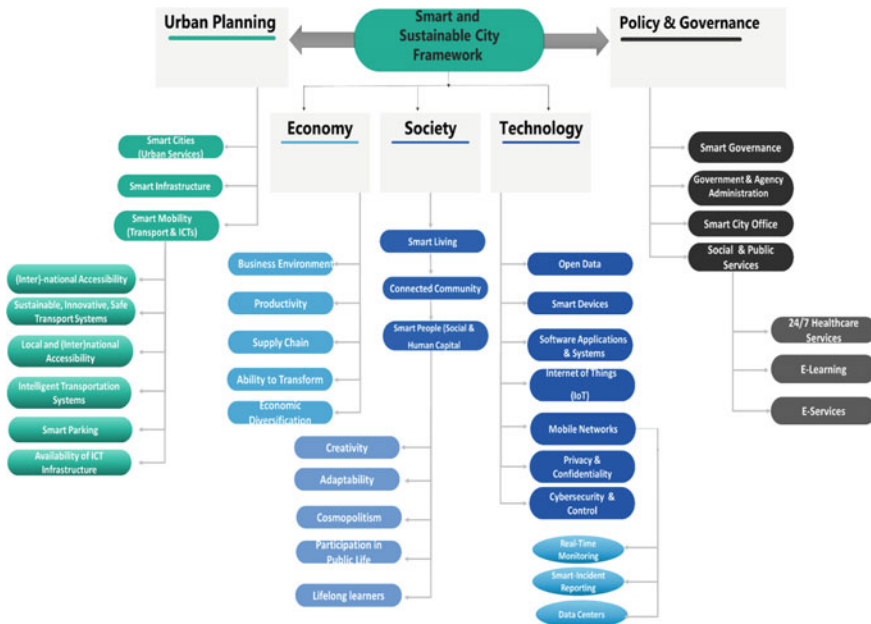 Urban Planning
Smart and
Sustainable City
Framework
Policy & Governance
Economy
Society
Technology
Smart Cities
(Urban Services)
Smart Infrastructure
Smart Mobility
(Transport & ICTs)
(Inter)-national Accessibility
Sustainable, Innovative, Safe
Transport Systems
Local and (Inter)national
Accessibility
Intelligent Transportation
Systems
Smart Parking
Availability of ICT
Infrastructure
Business Environment
Productivity
Supply Chain
Ability to Transform
Economic
Diversification
Smart Living
Connected Community
Smart People (Social &
Human Capital
Creativity
Adaptability
Cosmopolitism
Participation in
Public Life
Lifelong learners
Open Data
Smart Devices
Software Applications
& Systems
Internet of Things
(IoT)
Mobile Networks
Privacy &
Confidentiality
Cybersecurity &
Control
Real-Time
Monitoring
Smart-Incident
Reporting
Data Centers
Smart Governance
Government & Agency
Administration
Smart City Office
Social & Public
Services
24/7 Healthcare
Services
E-Learning
E-Services